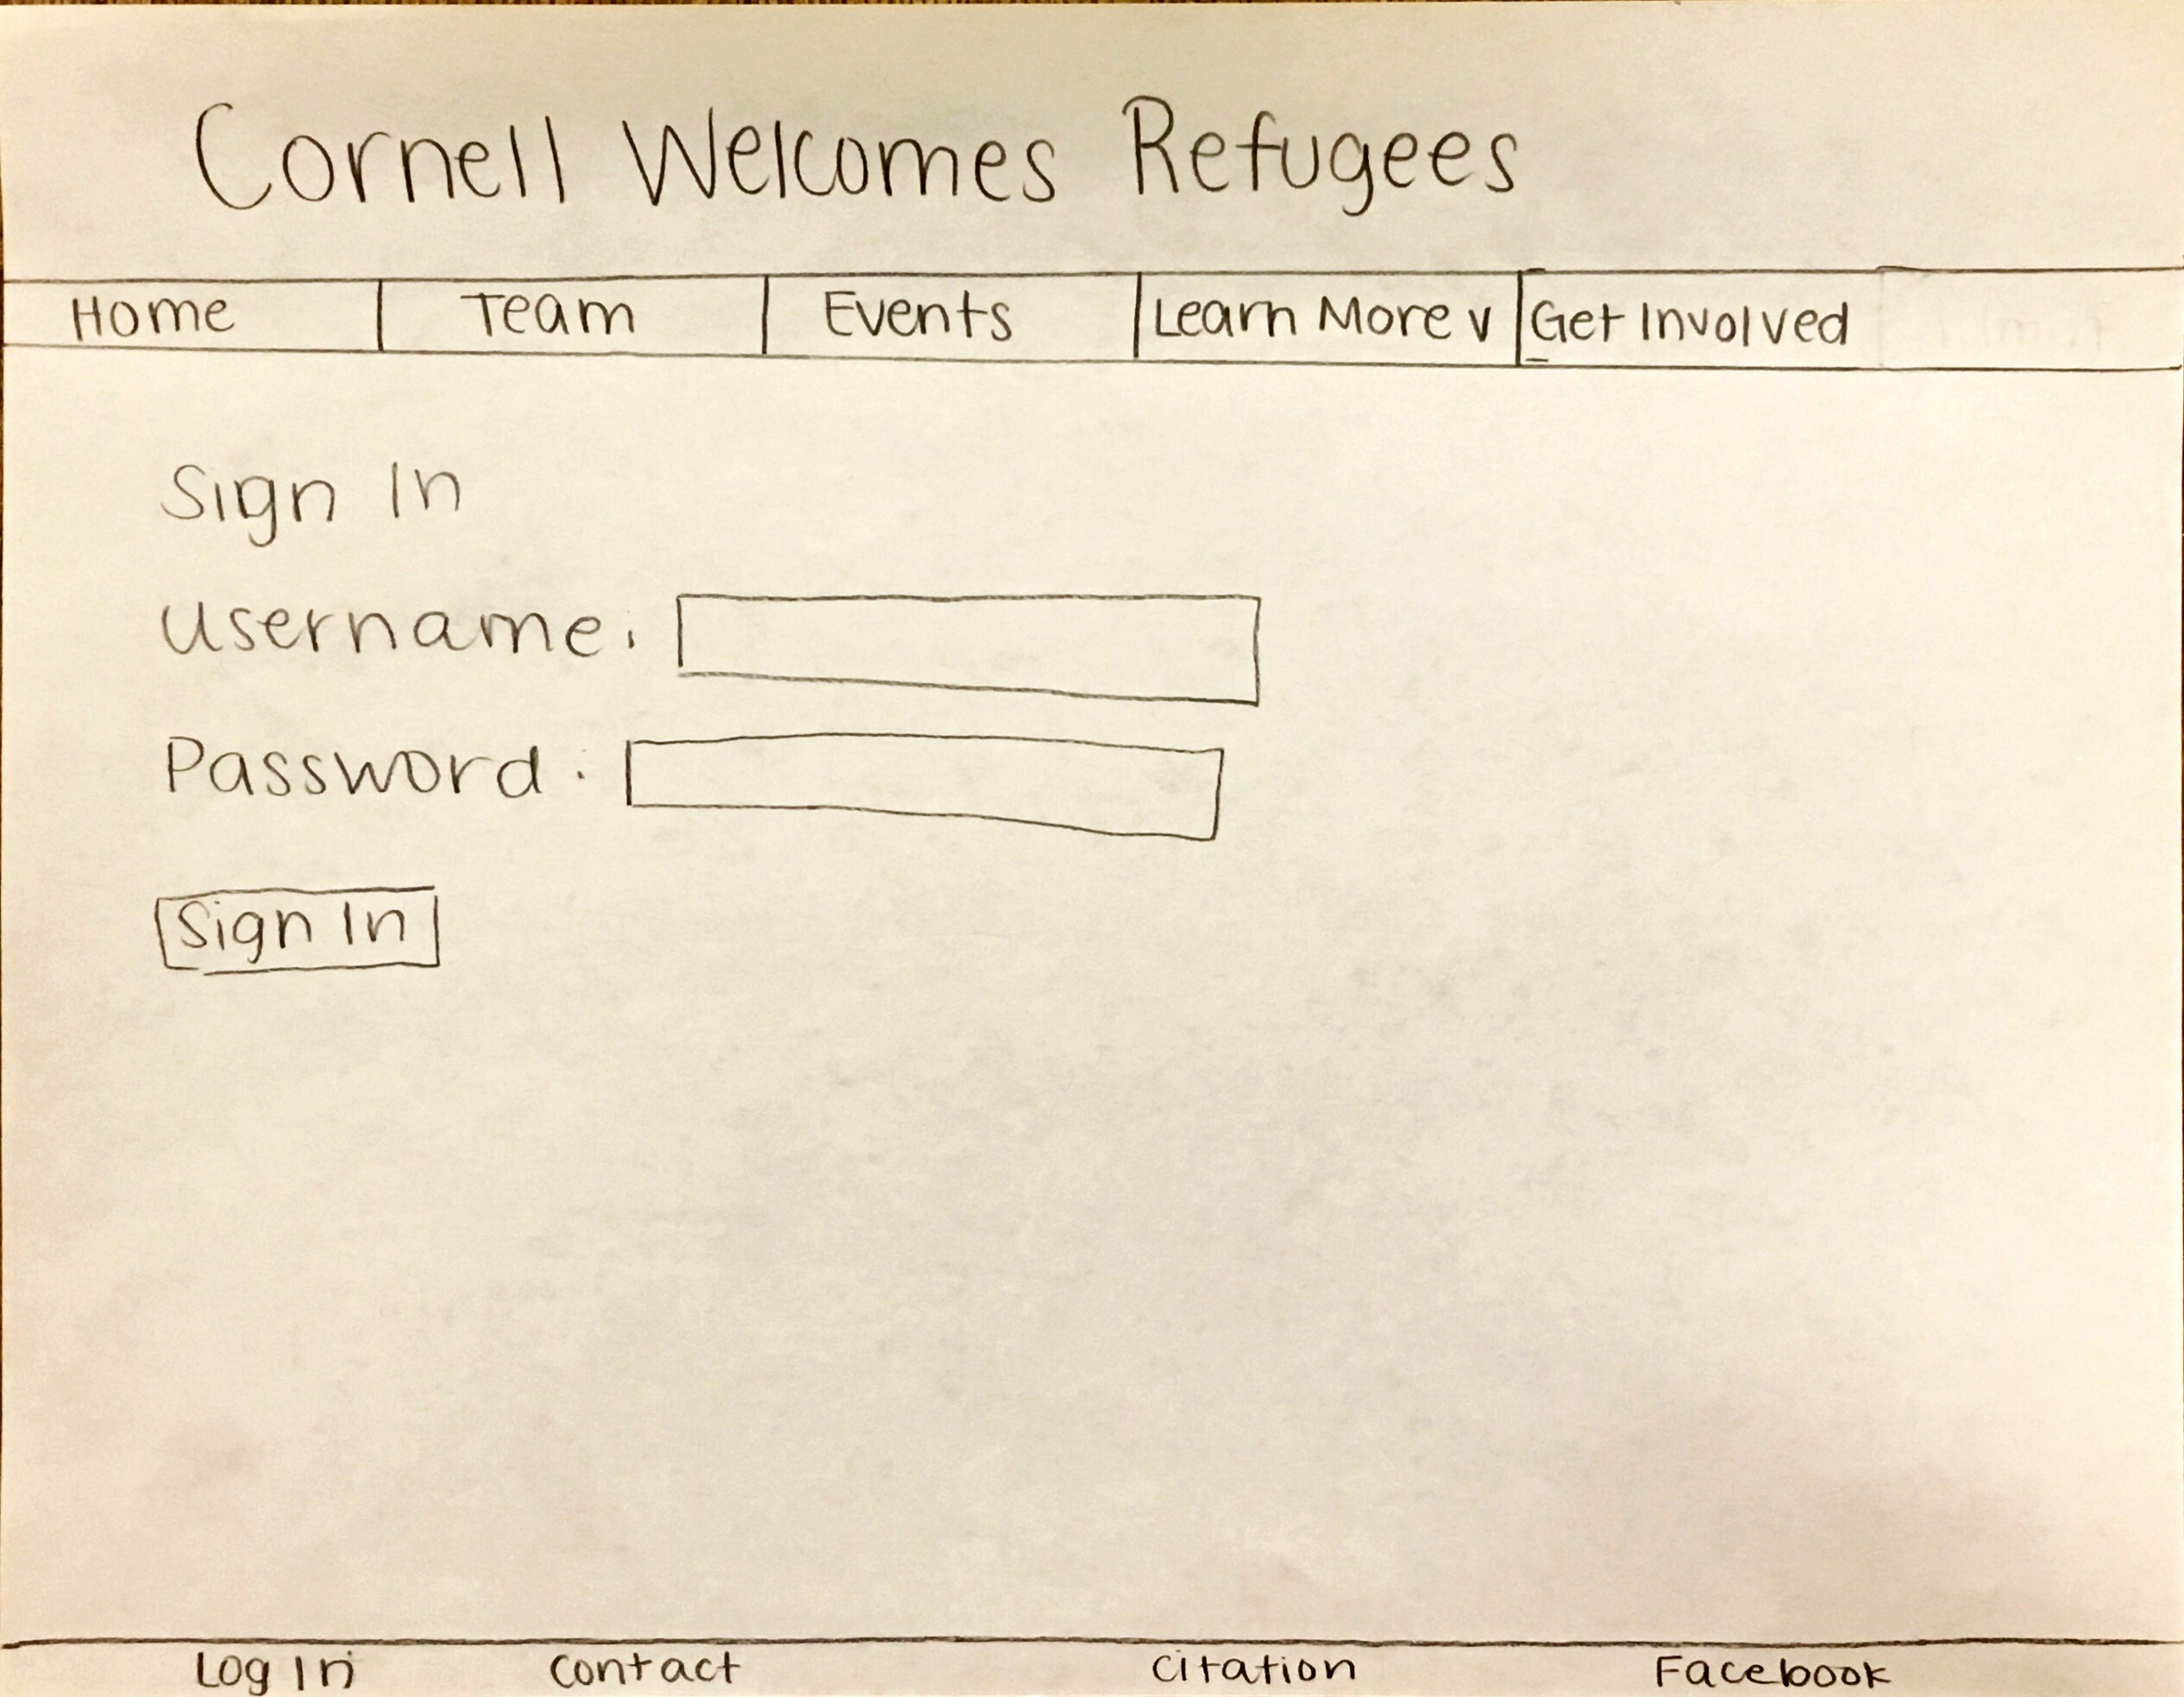 Cornell Welcomes Refugees
Home Team Events Learn More v Get Involved
Sign In
Username:
Password:
Sign In
Log In Contact Citation Facebook